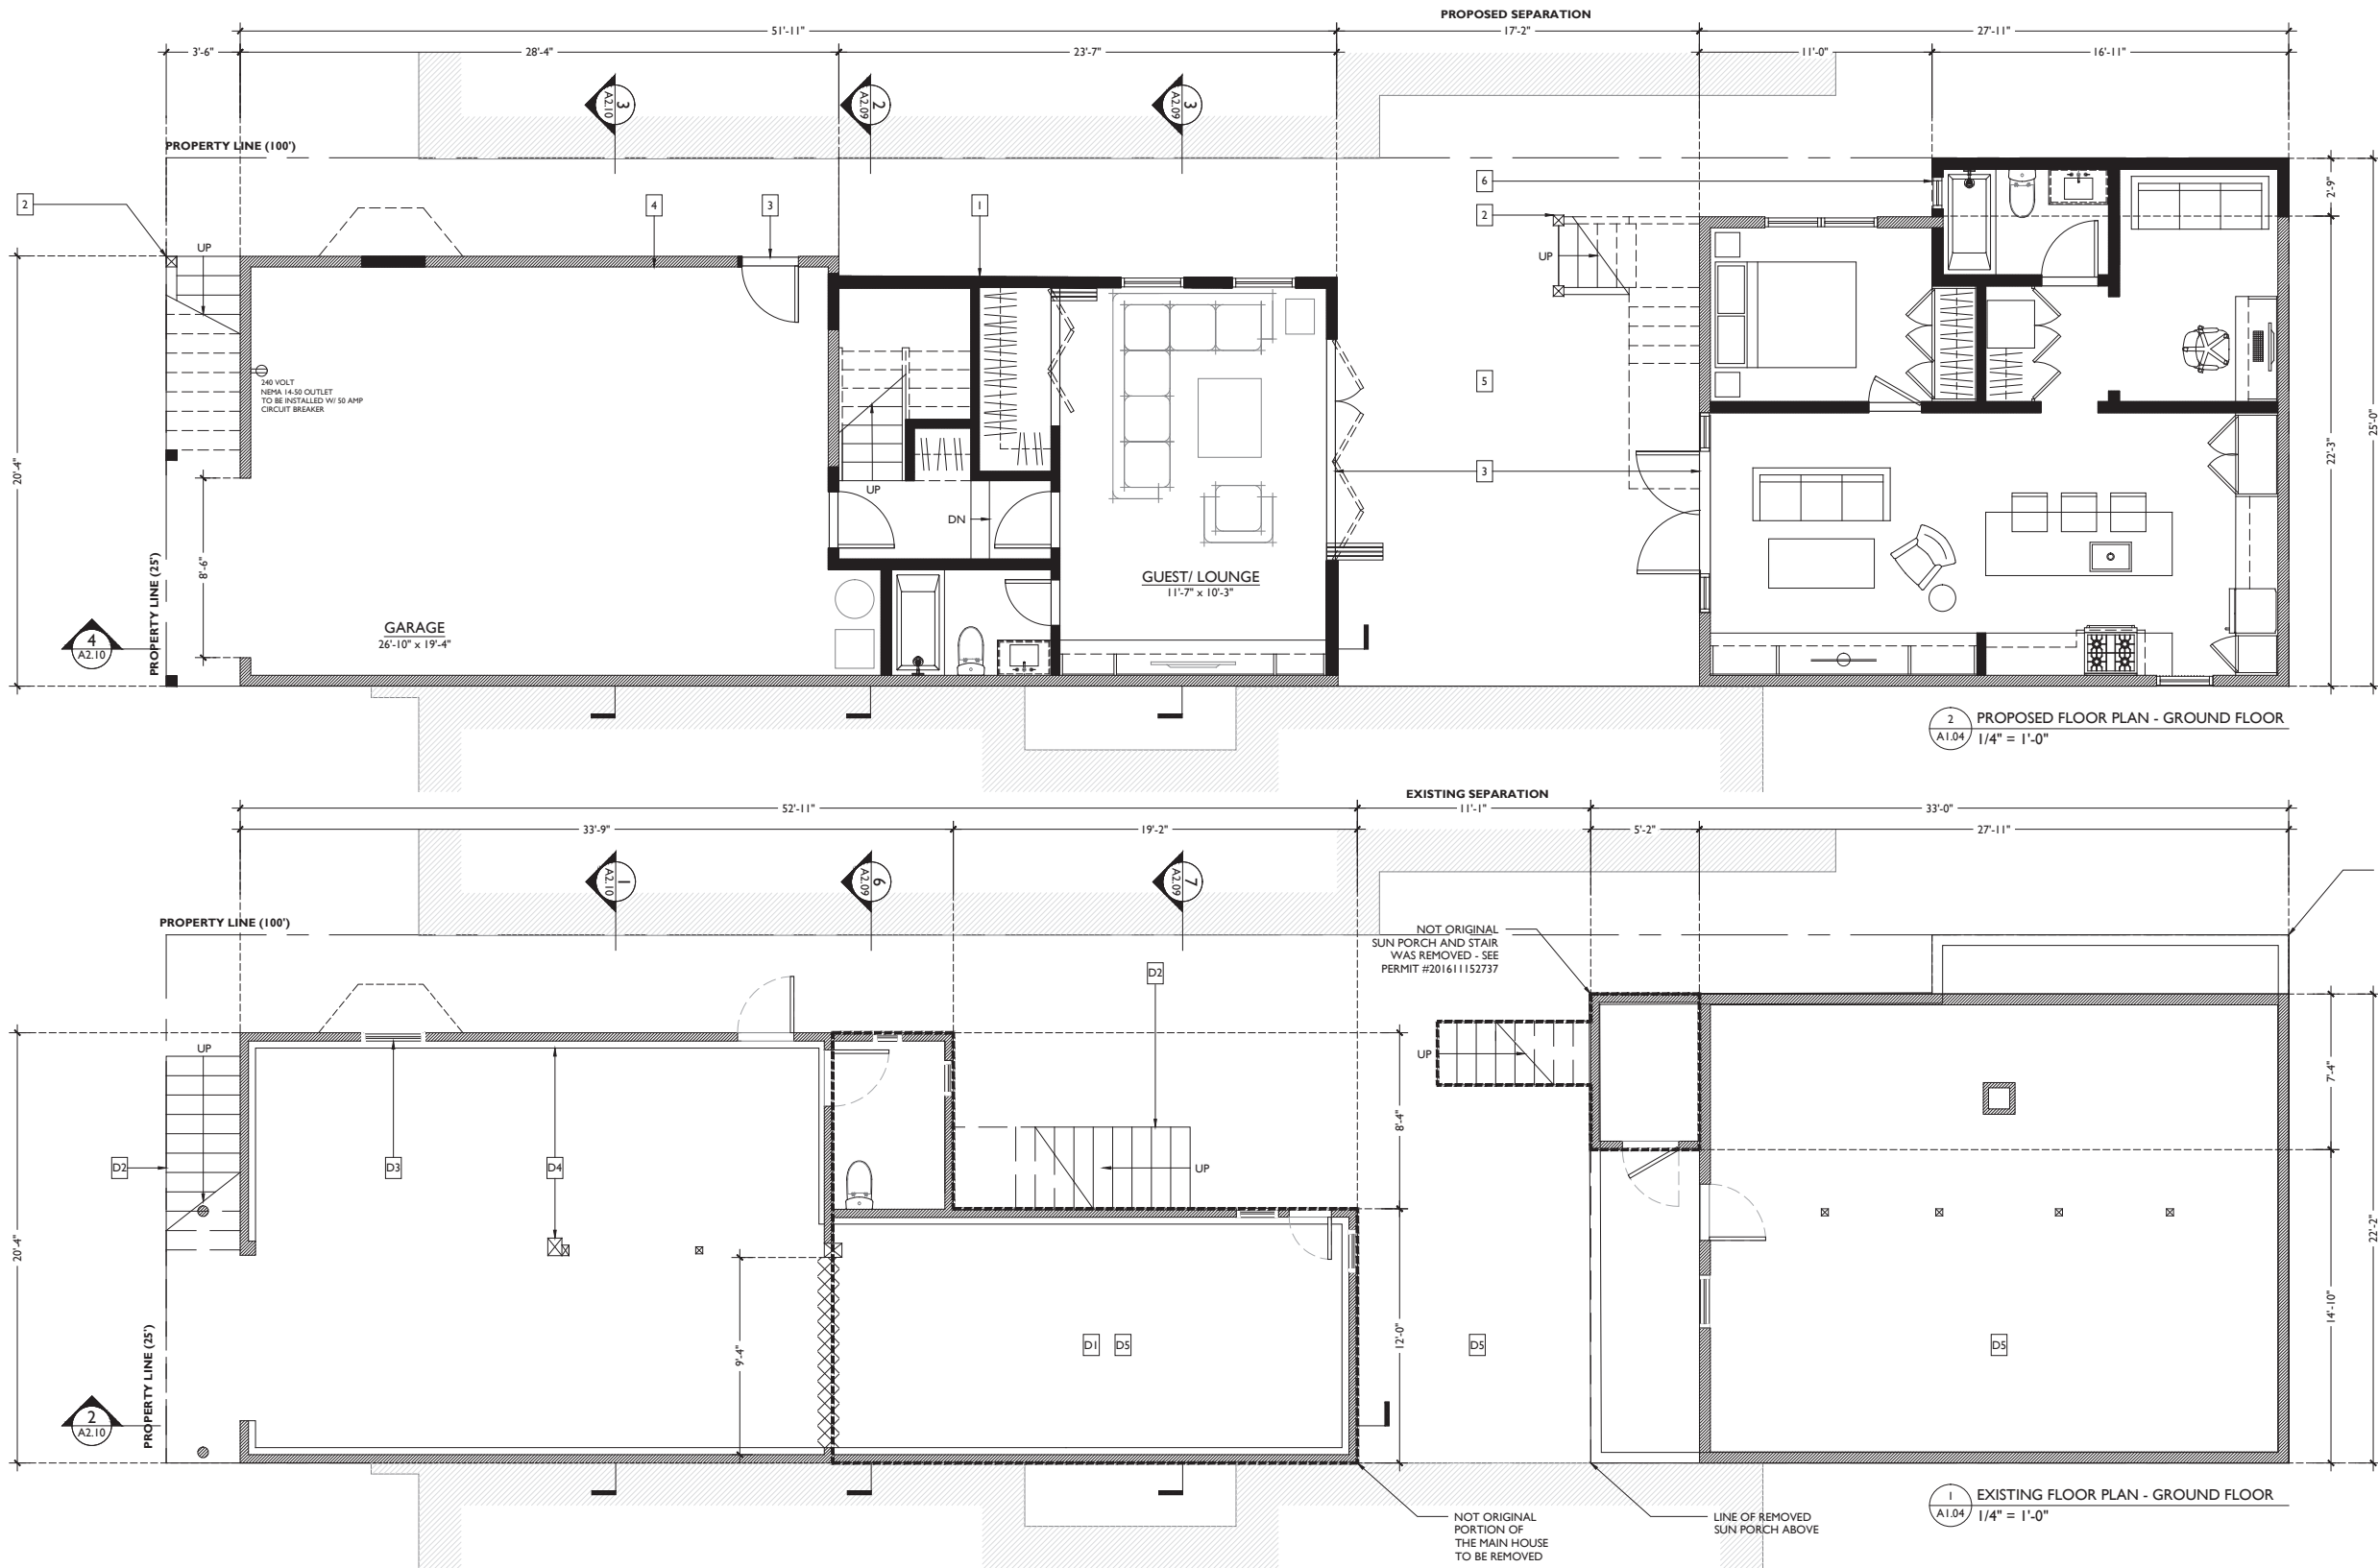 PROPOSED SEPARATION
51'-11"
17'-2"
27'-11"
3'-6"
28'-4"
23'-7"
11'-0"
16'-11"
3
A2.10
2
A2.09
3
A2.09
PROPERTY LINE (100')
2
4
3
1
6
2
2'-9"
UP
UP
240 VOLT
NEMA 14-50 OUTLET
TO BE INSTALLED W/ 50 AMP
CIRCUIT BREAKER
5
25'-0"
20'-4"
22'-3"
3
UP
DN
8'-6"
PROPERTY LINE (25')
GUEST/ LOUNGE
11'-7" x 10'-3"
GARAGE
26'-10" x 19'-4"
4
A2.10
2
A1.04
PROPOSED FLOOR PLAN - GROUND FLOOR
1/4" = 1'-0"
EXISTING SEPARATION
52'-11"
11'-1"
33'-0"
33'-9"
19'-2"
5'-2"
27'-11"
1
A2.10
6
A2.09
7
A2.09
PROPERTY LINE (100')
NOT ORIGINAL
SUN PORCH AND STAIR
WAS REMOVED - SEE
PERMIT #201611152737
D2
UP
UP
7'-4"
8'-4"
D2
D3
D4
UP
20'-4"
22'-2"
14'-10"
12'-0"
9'-4"
D1
D5
D5
D5
PROPERTY LINE (25')
2
A2.10
1
A1.04
EXISTING FLOOR PLAN - GROUND FLOOR
1/4" = 1'-0"
NOT ORIGINAL
PORTION OF
THE MAIN HOUSE
TO BE REMOVED
LINE OF REMOVED
SUN PORCH ABOVE